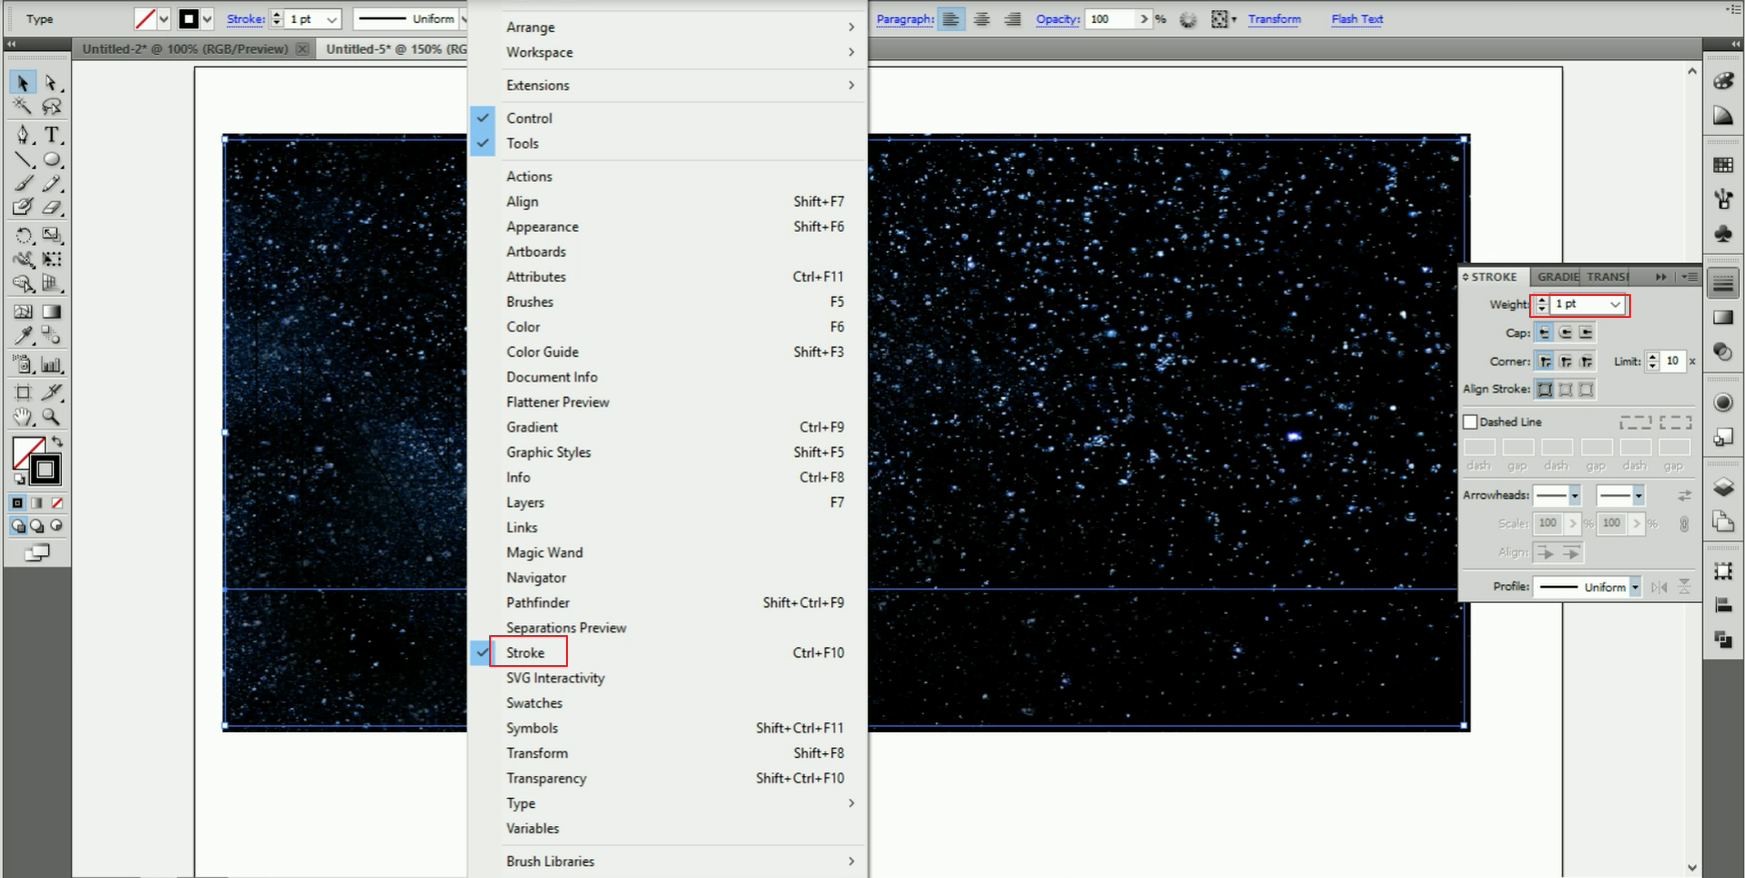 Type Stroke: 1 pt Uniform Paragraph: Opacity: 100 % Transform Flash Text
Untitled-2* @ 100% (RGB/Preview) Untitled-5* @ 150% (RG
Arrange
Workspace
Extensions
Control
Tools
Actions
Align Shift+F7
Appearance Shift+F6
Artboards
Attributes Ctrl+F11
Brushes F5
Color F6
Color Guide Shift+F3
Document Info
Flattener Preview
Gradient Ctrl+F9
Graphic Styles Shift+F5
Info Ctrl+F8
Layers F7
Links
Magic Wand
Navigator
Pathfinder Shift+Ctrl+F9
Separations Preview
Stroke Ctrl+F10
SVG Interactivity
Swatches
Symbols Shift+Ctrl+F11
Transform Shift+F8
Transparency Shift+Ctrl+F10
Type
Variables
Brush Libraries
STROKE GRADIE TRANSI
Weight: 1 pt
Cap:
Corner: Limit: 10 x
Align Stroke:
Dashed Line
dash gap dash gap dash gap
Arrowheads:
Scale: 100 % 100 %
Align:
Profile: Uniform